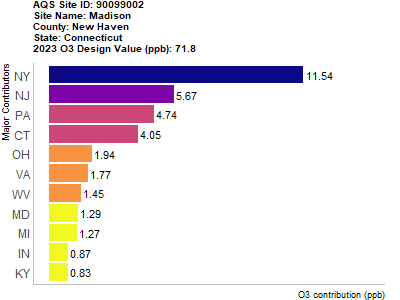 AQS Site ID: 90099002
Site Name: Madison
County: New Haven
State: Connecticut
2023 O3 Design Value (ppb): 71.8
Major Contributors
NY 11.54
NJ 5.67
PA 4.74
CT 4.05
OH 1.94
VA 1.77
WV 1.45
MD 1.29
MI 1.27
IN 0.87
KY 0.83
O3 contribution (ppb)